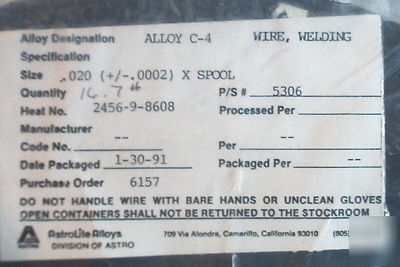 Alloy Designation ALLOY C-4 WIRE, WELDING
Specification
Size .020 (+/-.0002) X SPOOL
Quantity 16.7# P/S # 5306
Heat No. 2456-9-8608 Processed Per
Manufacturer
Code No. -- Per --
Date Packaged 1-30-91 Packaged Per --
Purchase Order 6157
DO NOT HANDLE WIRE WITH BARE HANDS OR UNCLEAN GLOVES
OPEN CONTAINERS SHALL NOT BE RETURNED TO THE STOCKROOM
AstroLite Alloys 709 Via Alondra, Camarillo, California 93010 (805)
DIVISION OF ASTRO